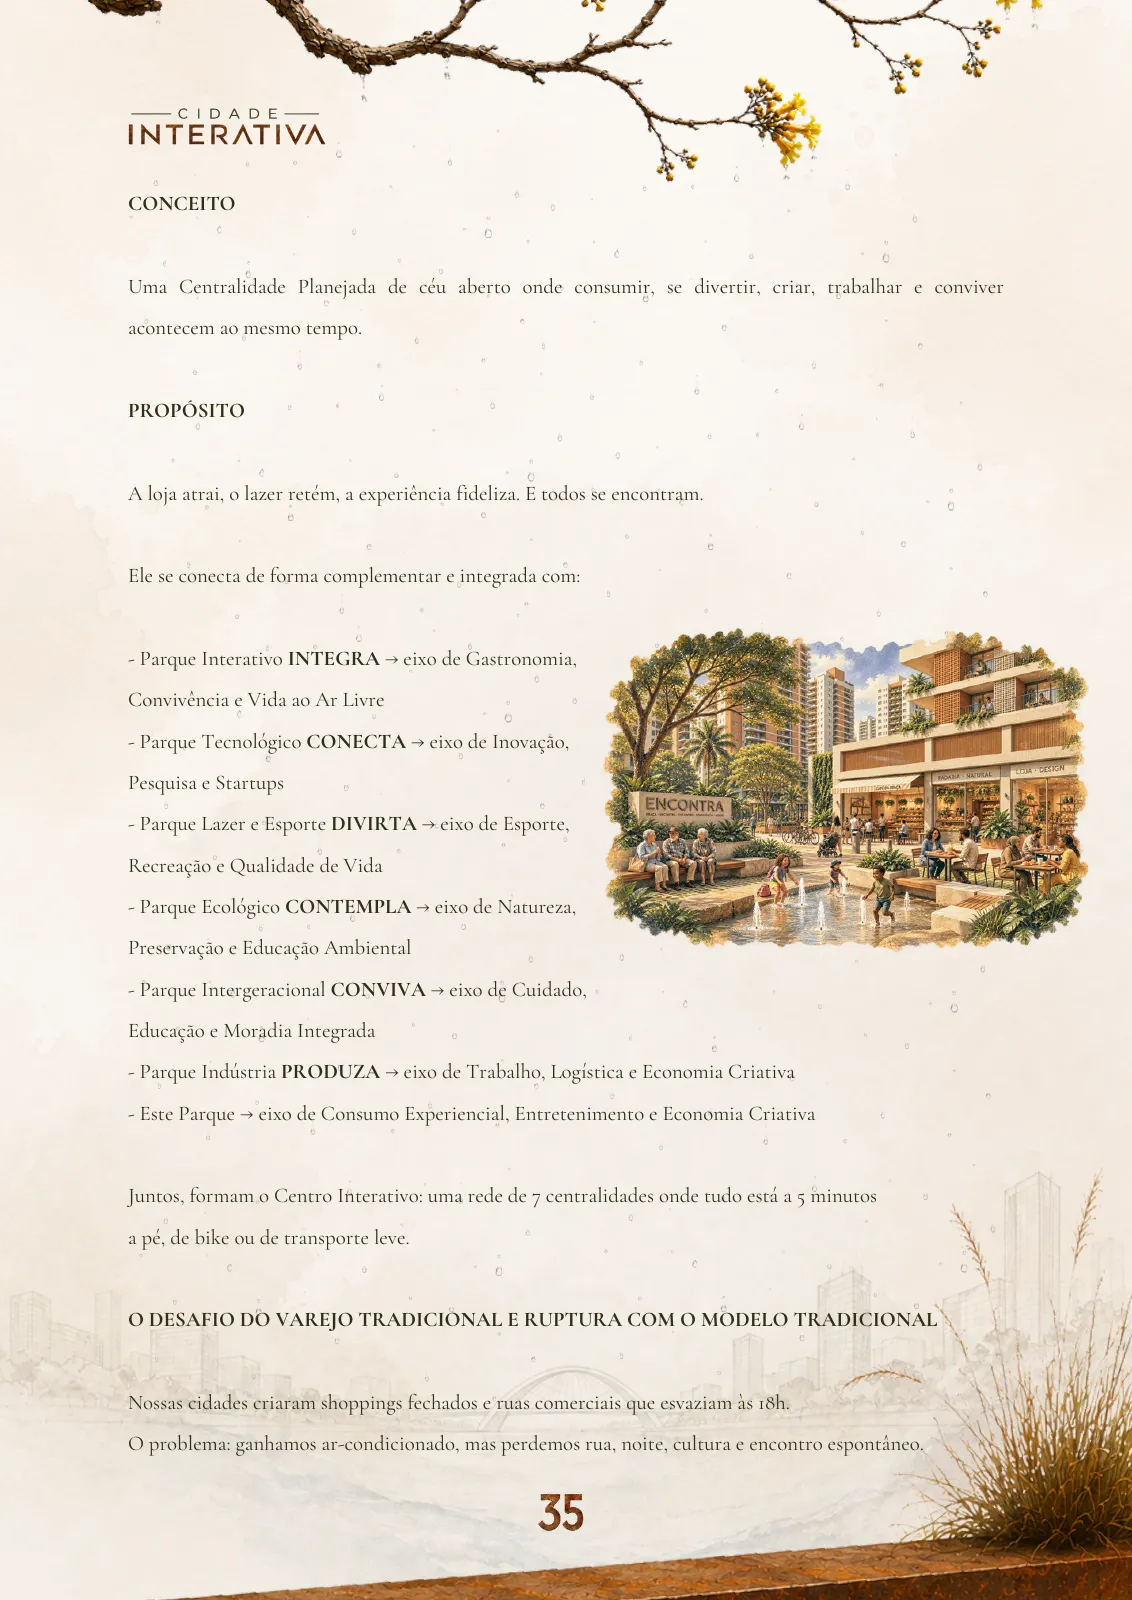 CIDADE
INTERATIVA
CONCEITO
Uma Centralidade Planejada de céu aberto onde consumir, se divertir, criar, trabalhar e conviver
acontecem ao mesmo tempo.
PROPÓSITO
A loja atrai, o lazer retém, a experiência fideliza. E todos se encontram.
Ele se conecta de forma complementar e integrada com:
- Parque Interativo INTEGRA → eixo de Gastronomia,
Convivência e Vida ao Ar Livre
- Parque Tecnológico CONECTA → eixo de Inovação,
Pesquisa e Startups
- Parque Lazer e Esporte DIVIRTA → eixo de Esporte,
Recreação e Qualidade de Vida
- Parque Ecológico CONTEMPLA → eixo de Natureza,
Preservação e Educação Ambiental
- Parque Intergeracional CONVIVA → eixo de Cuidado,
Educação e Moradia Integrada
- Parque Indústria PRODUZA → eixo de Trabalho, Logística e Economia Criativa
- Este Parque → eixo de Consumo Experiencial, Entretenimento e Economia Criativa
ENCONTRA
PADARIA · NATURAL
LOJA · DESIGN
Juntos, formam o Centro Interativo: uma rede de 7 centralidades onde tudo está a 5 minutos
a pé, de bike ou de transporte leve.
O DESAFIO DO VAREJO TRADICIONAL E RUPTURA COM O MODELO TRADICIONAL
Nossas cidades criaram shoppings fechados e ruas comerciais que esvaziam às 18h.
O problema: ganhamos ar-condicionado, mas perdemos rua, noite, cultura e encontro espontâneo.
35